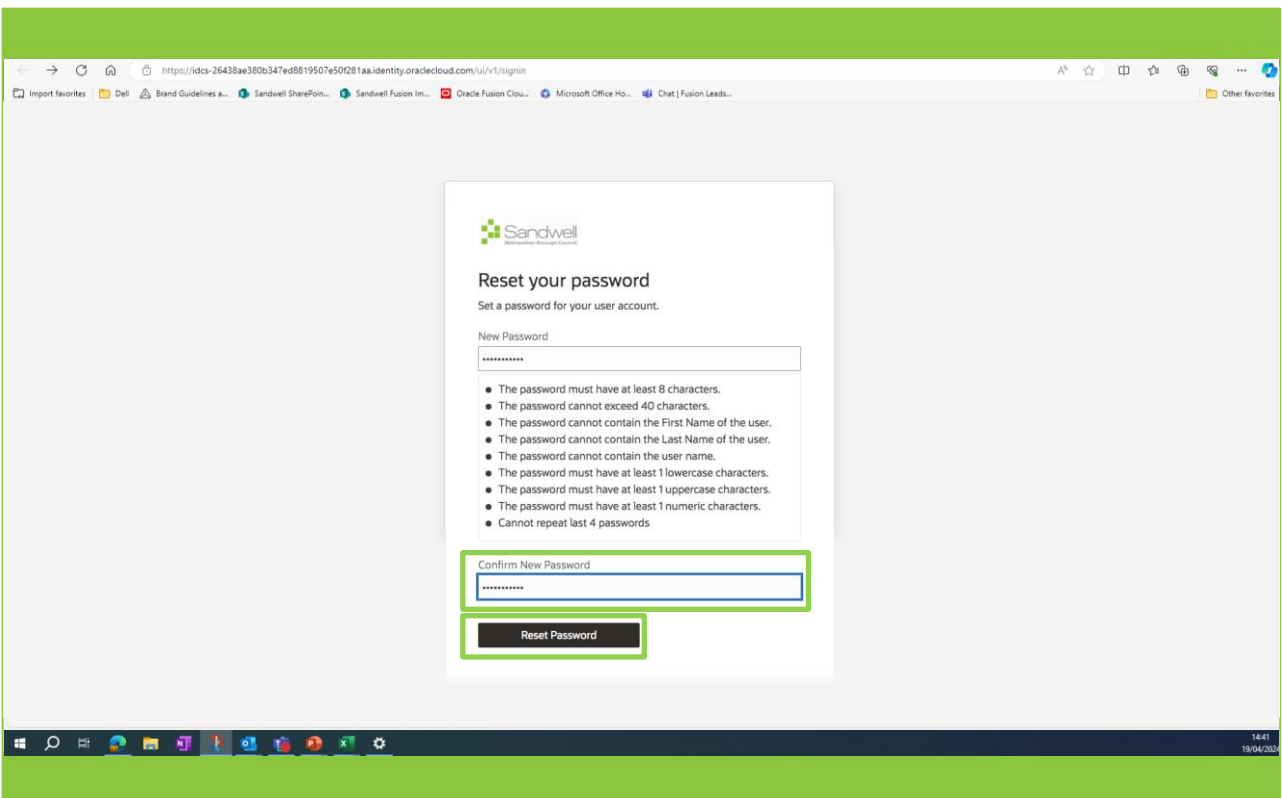 https://idcs-26438ae380b347ed8819507e50f281aa.identity.oraclecloud.com/ui/v1/signin
Import favorites Dell Brand Guidelines a... Sandwell SharePoin... Sandwell Fusion Im... Oracle Fusion Clou... Microsoft Office Ho... Chat | Fusion Leads... Other favorites
Sandwell
Metropolitan Borough Council
Reset your password
Set a password for your user account.
New Password
•••••••••••
● The password must have at least 8 characters.
● The password cannot exceed 40 characters.
● The password cannot contain the First Name of the user.
● The password cannot contain the Last Name of the user.
● The password cannot contain the user name.
● The password must have at least 1 lowercase characters.
● The password must have at least 1 uppercase characters.
● The password must have at least 1 numeric characters.
● Cannot repeat last 4 passwords
Confirm New Password
•••••••••••
Reset Password
14:41
19/04/2024